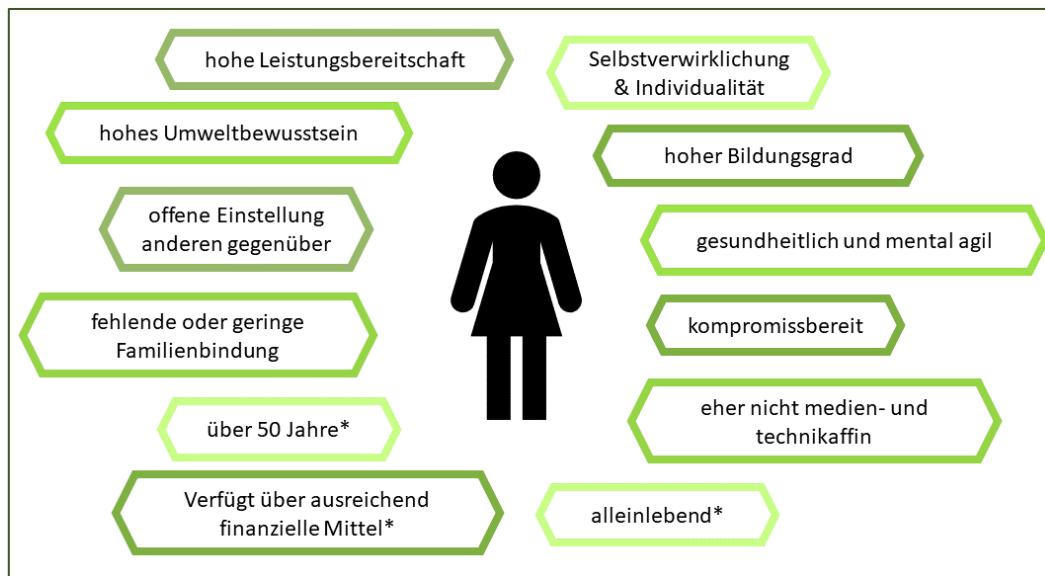 hohe Leistungsbereitschaft
Selbstverwirklichung
& Individualität
hohes Umweltbewusstsein
hoher Bildungsgrad
offene Einstellung
anderen gegenüber
gesundheitlich und mental agil
fehlende oder geringe
Familienbindung
kompromissbereit
über 50 Jahre*
eher nicht medien- und
technikaffin
Verfügt über ausreichend
finanzielle Mittel*
alleinlebend*